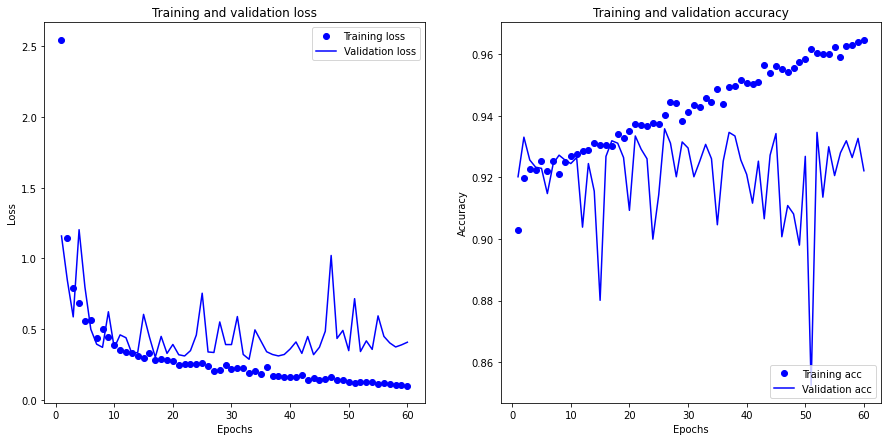 Training and validation loss
2.5
2.0
1.5
1.0
0.5
0.0
Loss
Training loss
Validation loss
0 10 20 30 40 50 60
Epochs
Training and validation accuracy
0.96
0.94
0.92
0.90
0.88
0.86
Accuracy
Training acc
Validation acc
0 10 20 30 40 50 60
Epochs